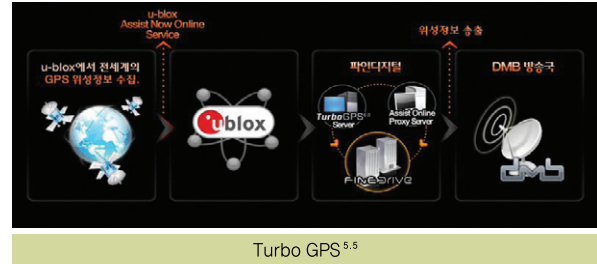 u-blox
Assist Now Online
Service
위성정보 송출
u-blox에서 전세계의
GPS 위성정보 수집.
ublox
파인디지털
TurboGPS5.5
Server
Assist Online
Proxy Server
FINEDRIVE
DMB 방송국
dmb
Turbo GPS 5.5